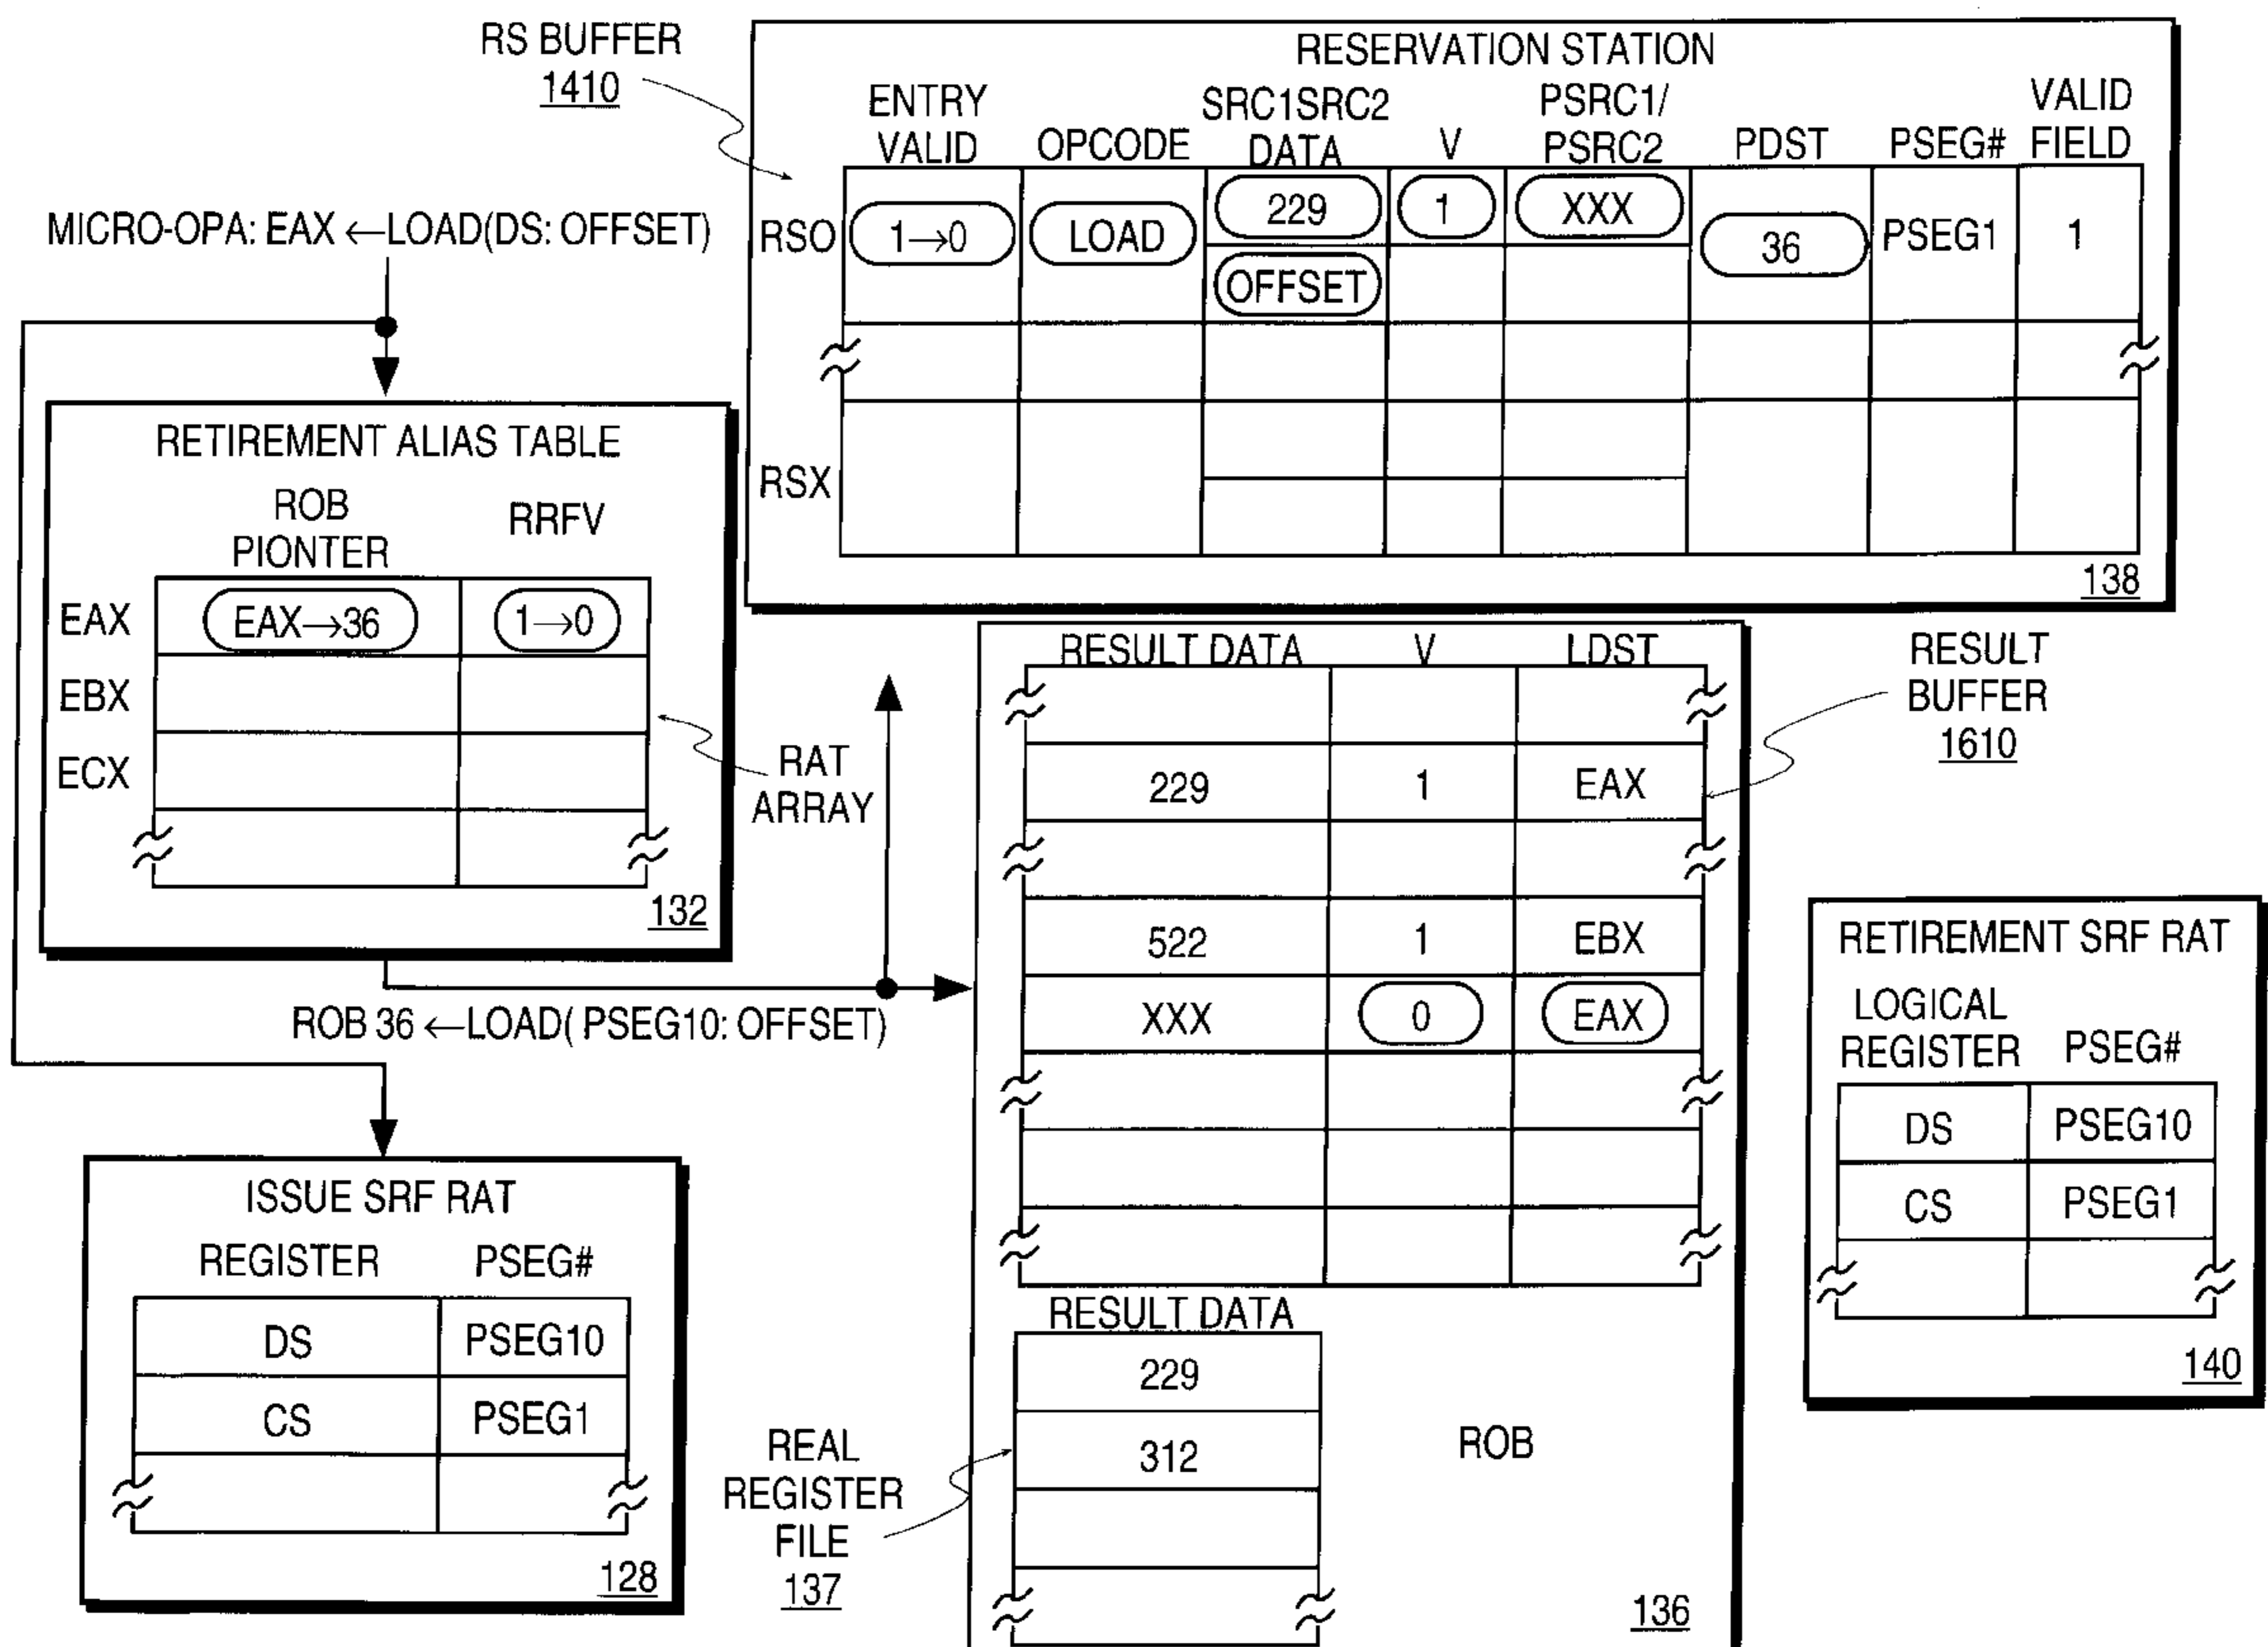 RS BUFFER
1410
RESERVATION STATION
ENTRY VALID
OPCODE
SRC1SRC2 DATA
V
PSRC1/ PSRC2
PDST
PSEG#
VALID FIELD
RSO
1→0
LOAD
229
1
XXX
36
PSEG1
1
OFFSET
RSX
138
MICRO-OPA: EAX ←LOAD(DS: OFFSET)
RETIREMENT ALIAS TABLE
ROB PIONTER
RRFV
EAX
EAX→36
1→0
EBX
ECX
RAT ARRAY
132
ROB 36 ←LOAD( PSEG10: OFFSET)
RESULT DATA
V
LDST
229
1
EAX
522
1
EBX
XXX
0
EAX
RESULT BUFFER
1610
RETIREMENT SRF RAT
LOGICAL REGISTER
PSEG#
DS
PSEG10
CS
PSEG1
140
ISSUE SRF RAT
REGISTER
PSEG#
DS
PSEG10
CS
PSEG1
128
RESULT DATA
229
312
REAL REGISTER FILE
137
ROB
136